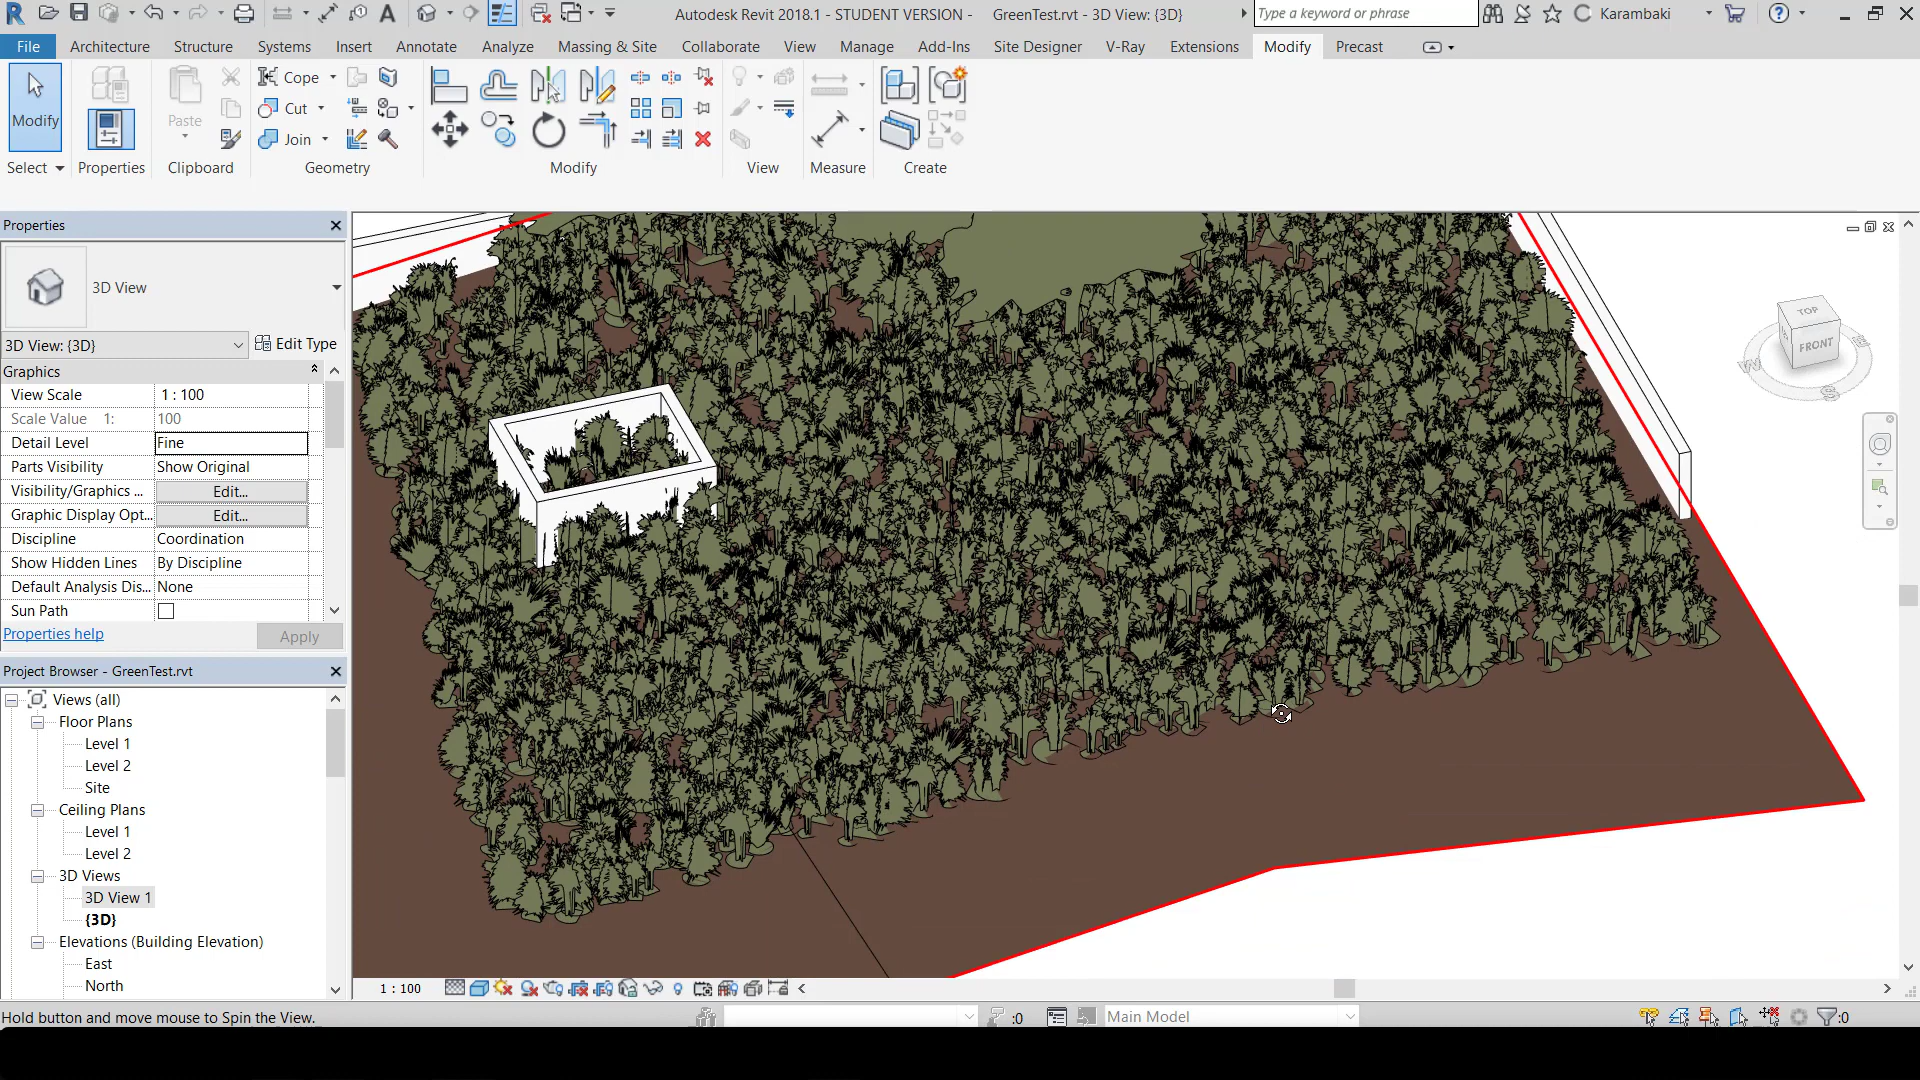 Autodesk Revit 2018.1 - STUDENT VERSION - GreenTest.rvt - 3D View: {3D}
Type a keyword or phrase
Karambaki
File Architecture Structure Systems Insert Annotate Analyze Massing & Site Collaborate View Manage Add-Ins Site Designer V-Ray Extensions Modify Precast
Modify
Paste
Cope
Cut
Join
Select Properties Clipboard Geometry Modify View Measure Create
Properties
3D View
3D View: {3D} Edit Type
Graphics
View Scale 1 : 100
Scale Value 1: 100
Detail Level Fine
Parts Visibility Show Original
Visibility/Graphics ... Edit...
Graphic Display Opt... Edit...
Discipline Coordination
Show Hidden Lines By Discipline
Default Analysis Dis... None
Sun Path
Properties help Apply
Project Browser - GreenTest.rvt
Views (all)
Floor Plans
Level 1
Level 2
Site
Ceiling Plans
Level 1
Level 2
3D Views
3D View 1
{3D}
Elevations (Building Elevation)
East
North
TOP
FRONT
W
S
1 : 100
Hold button and move mouse to Spin the View.
:0
Main Model
:0